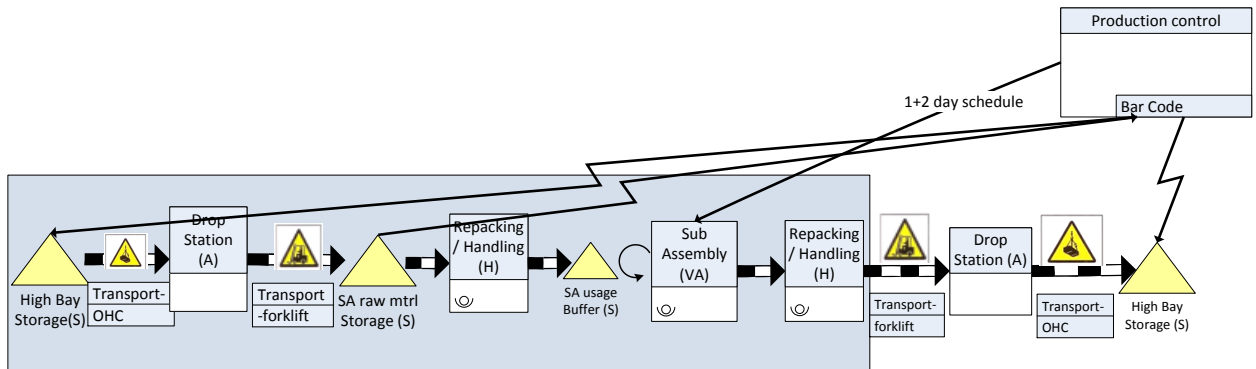 Production control
1+2 day schedule
Bar Code
Drop
Station
(A)
Repacking
/ Handling
(H)
Sub
Assembly
(VA)
Repacking
/ Handling
(H)
Drop
Station (A)
High Bay
Storage(S)
Transport-
OHC
Transport
-forklift
SA raw mtrl
Storage (S)
SA usage
Buffer (S)
Transport-
forklift
Transport-
OHC
High Bay
Storage (S)